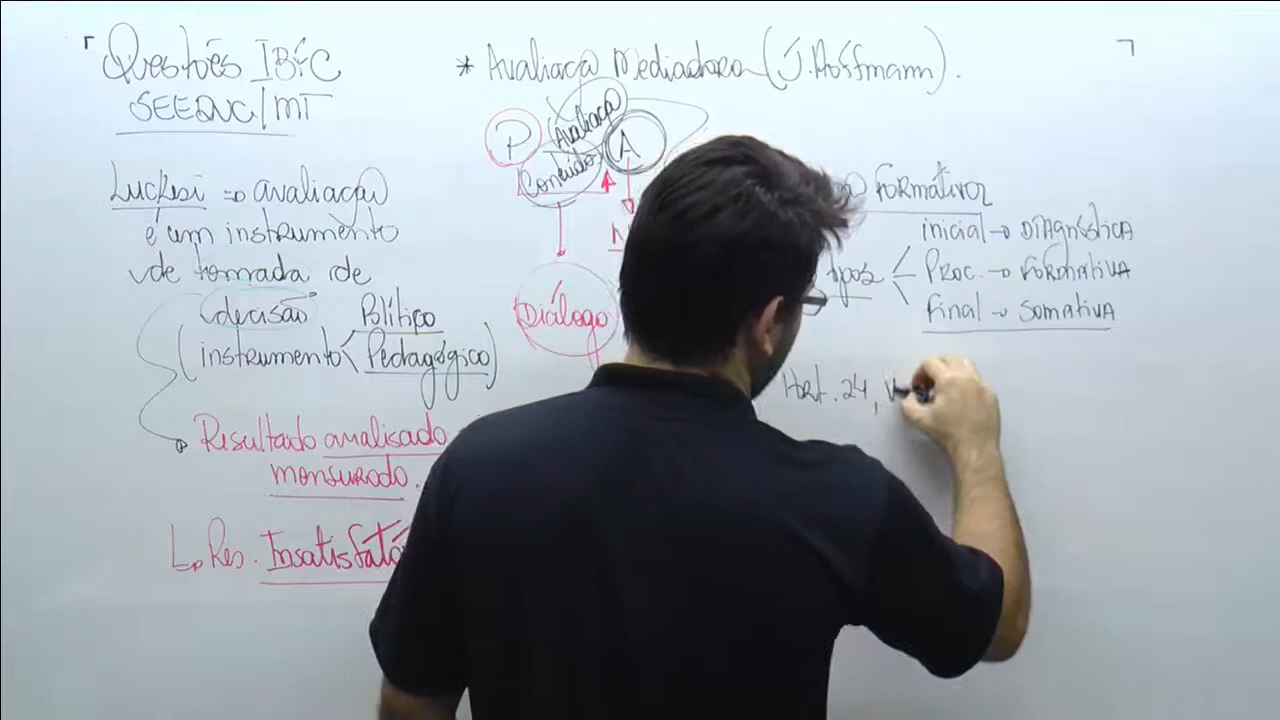 Questões IBFC
SEEDUC/MT
Luckesi => avaliação
é um instrumento
de tomada de
decisão
instrumento < Político
Pedagógico
Resultado analisado
mensurado.
Res. Insatisfató
* Avaliação Mediadora (J. Hoffmann).
P
Avaliação
Conteúdo
A
Diálogo
Formativa
Tipos
inicial → DIAGNÓSTICA
Proc. → FORMATIVA
Final → SOMATIVA
Art. 24,